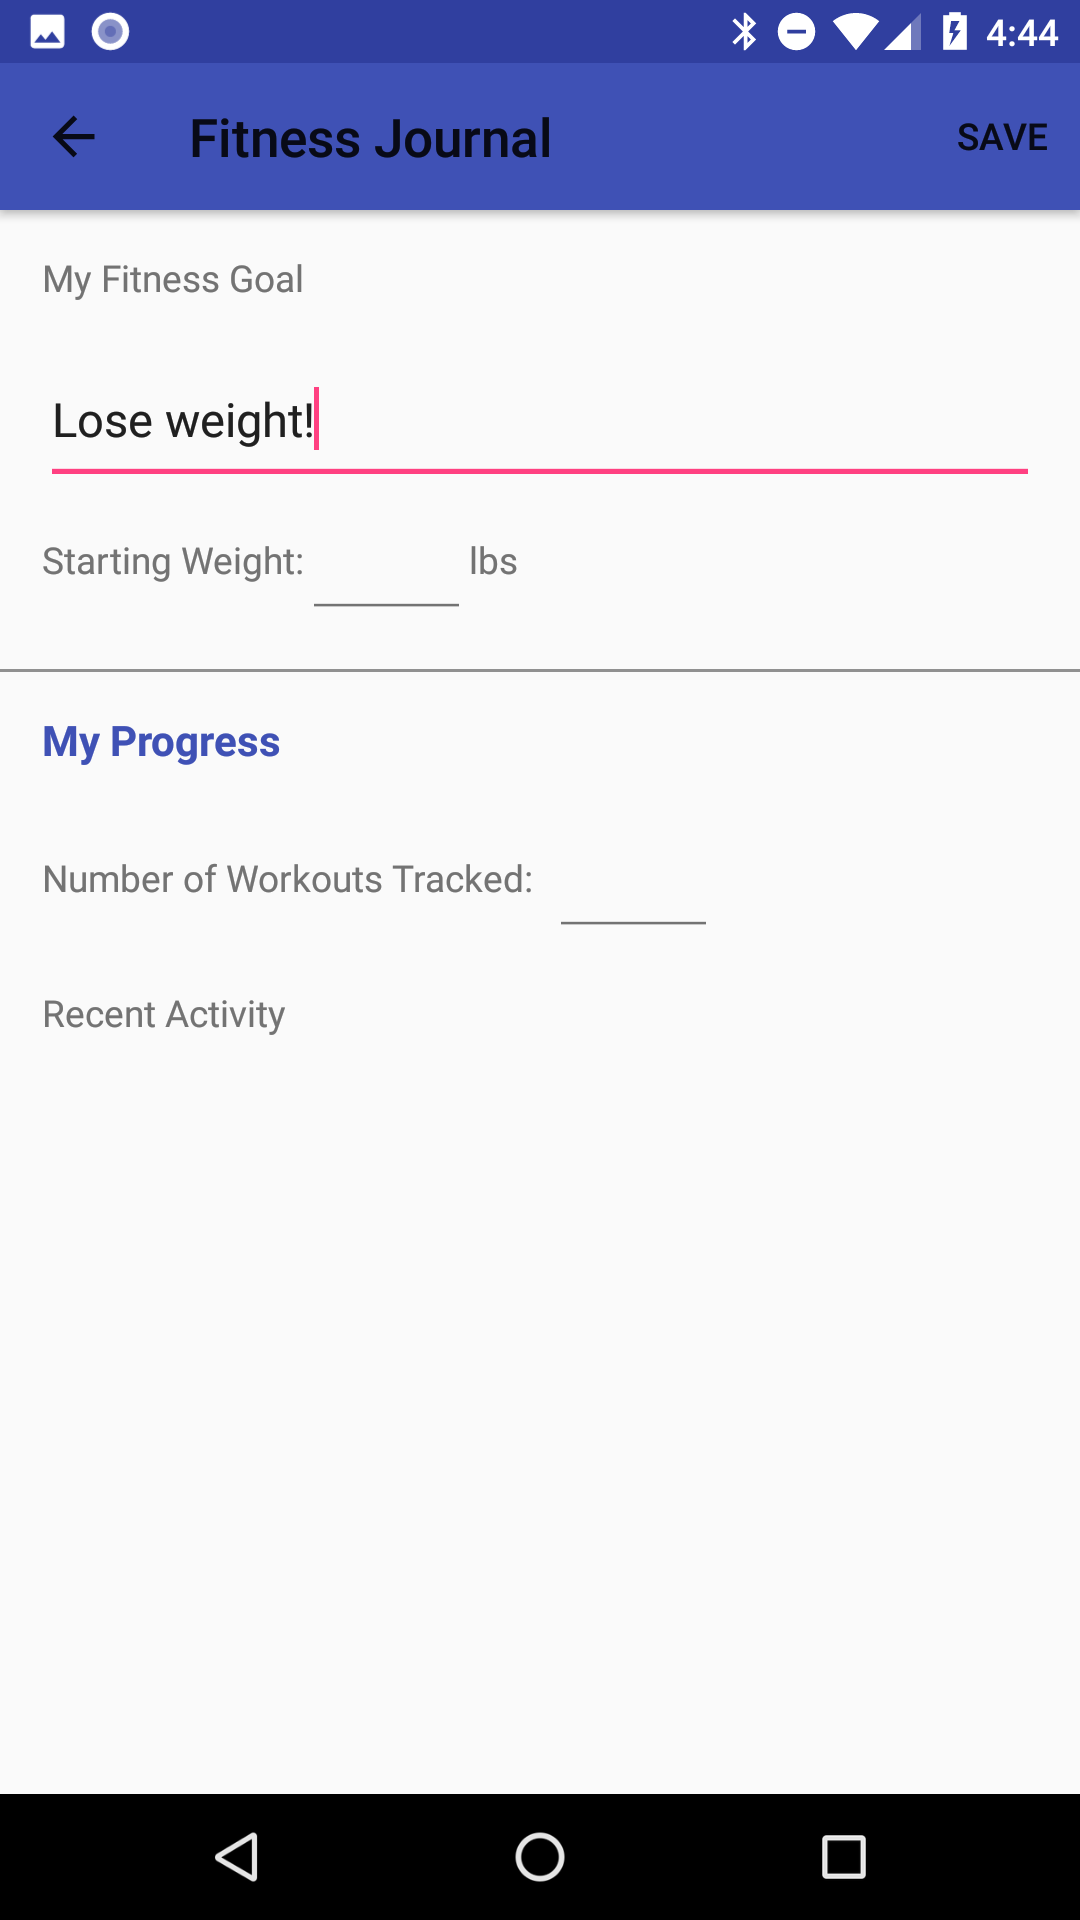 4:44
Fitness Journal
SAVE
My Fitness Goal
Lose weight!
Starting Weight: lbs
My Progress
Number of Workouts Tracked:
Recent Activity